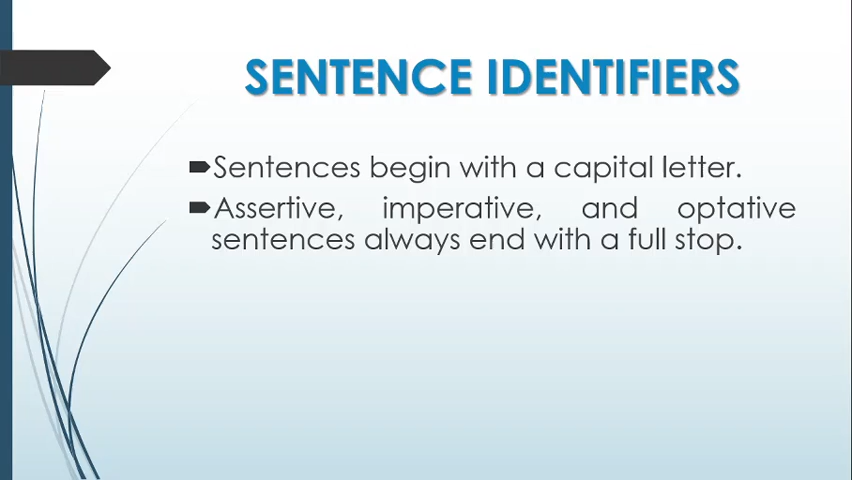 SENTENCE IDENTIFIERS
Sentences begin with a capital letter.
Assertive, imperative, and optative
sentences always end with a full stop.